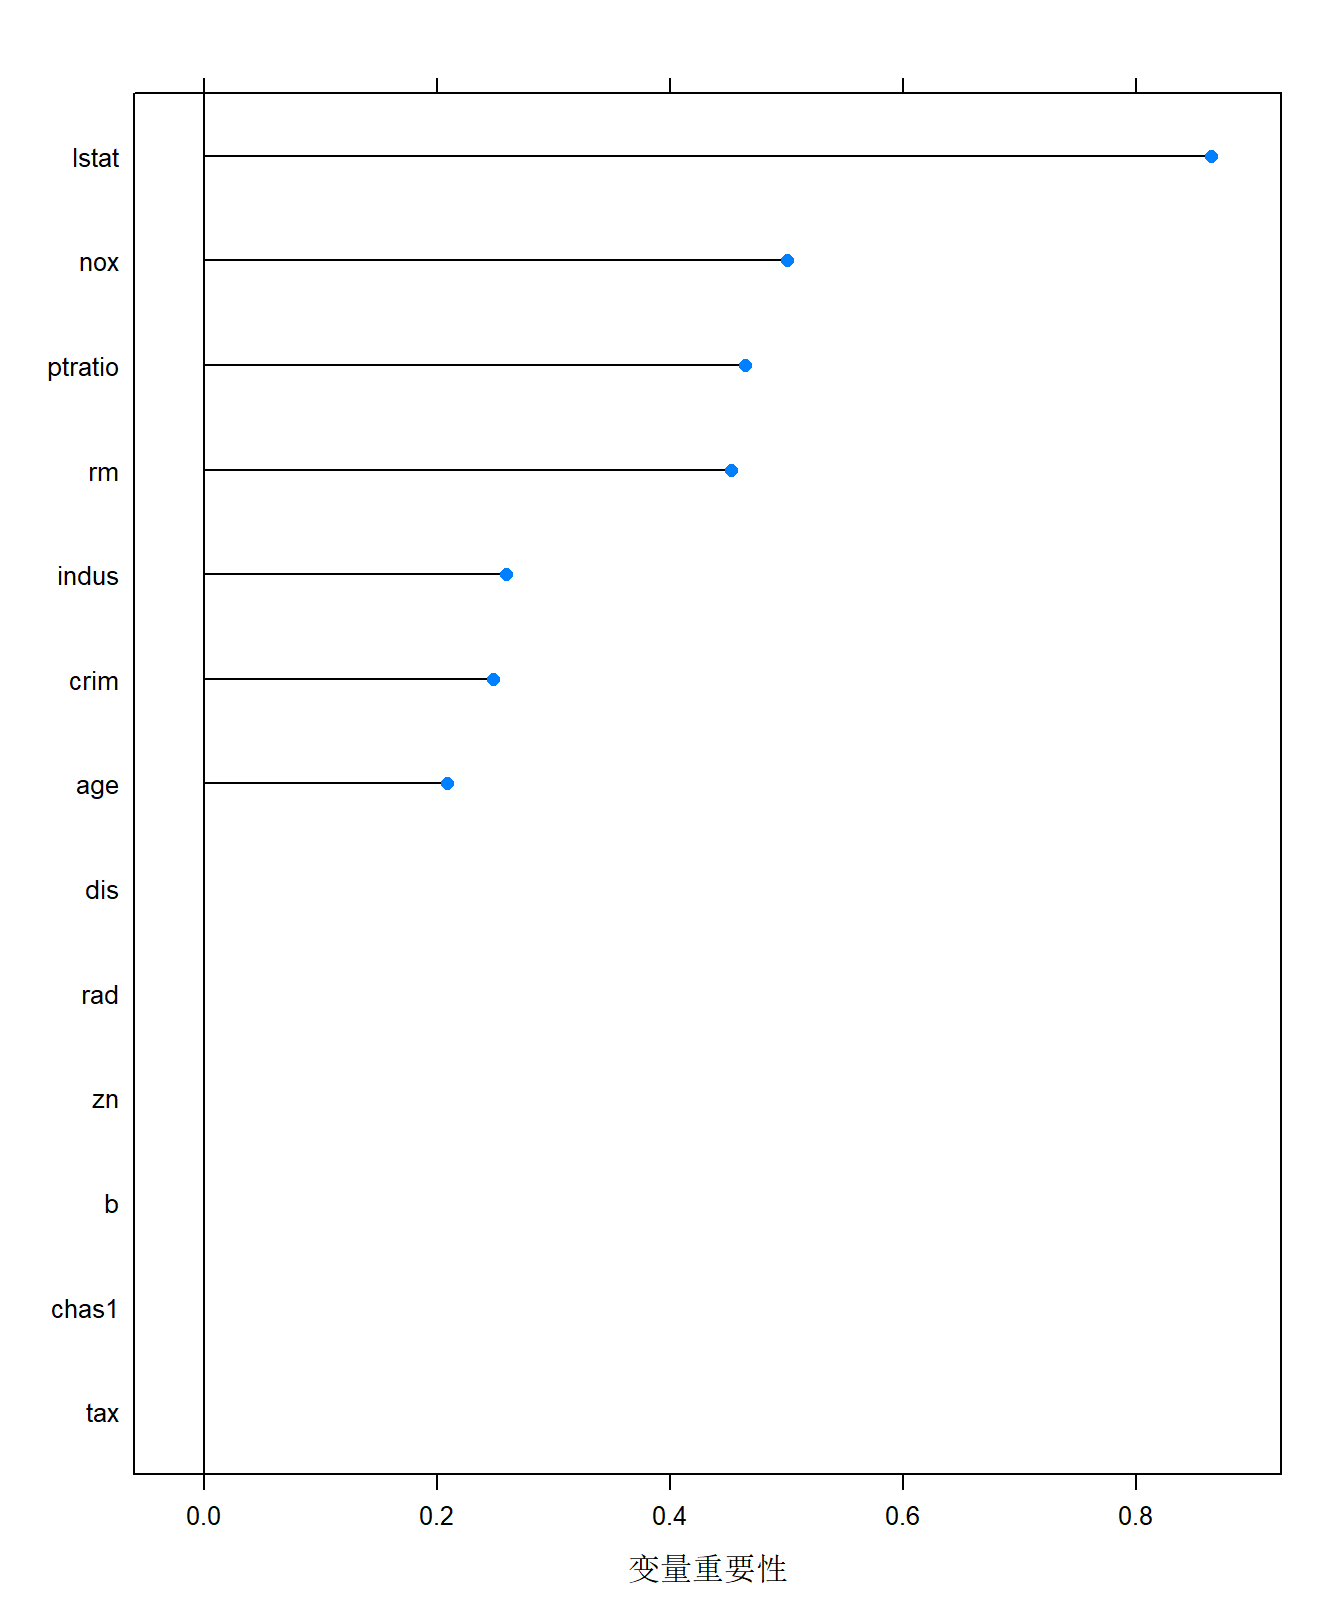 lstat
nox
ptratio
rm
indus
crim
age
dis
rad
zn
b
chas1
tax
0.0 0.2 0.4 0.6 0.8
变量重要性